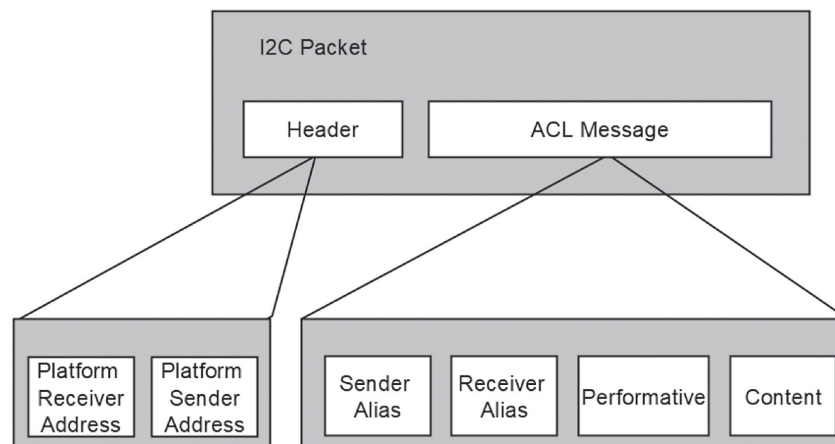 I2C Packet
Header
ACL Message
Platform
Receiver
Address
Platform
Sender
Address
Sender
Alias
Receiver
Alias
Performative
Content